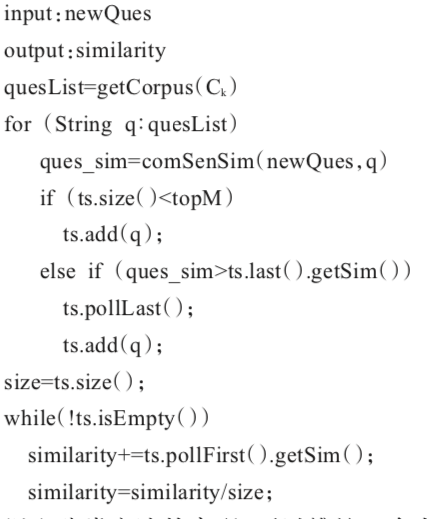 input:newQues
output:similarity
quesList=getCorpus(Cₖ)
for (String q:quesList)
ques_sim=comSenSim(newQues,q)
if (ts.size()<topM)
ts.add(q);
else if (ques_sim>ts.last().getSim())
ts.pollLast();
ts.add(q);
size=ts.size();
while(!ts.isEmpty())
similarity+=ts.pollFirst().getSim();
similarity=similarity/size;